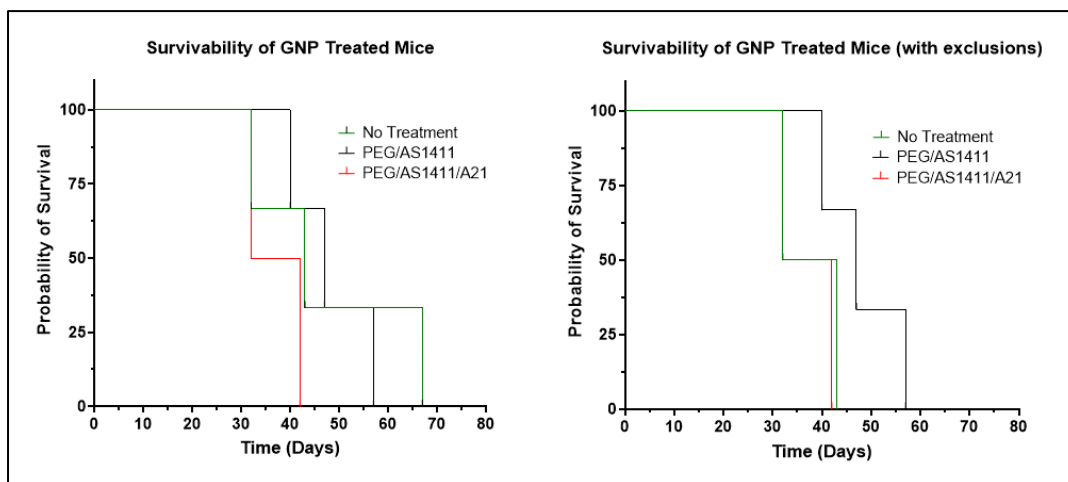 Survivability of GNP Treated Mice
Probability of Survival
100
75
50
25
0
No Treatment
PEG/AS1411
PEG/AS1411/A21
0 10 20 30 40 50 60 70 80
Time (Days)
Survivability of GNP Treated Mice (with exclusions)
Probability of Survival
100
75
50
25
0
No Treatment
PEG/AS1411
PEG/AS1411/A21
0 10 20 30 40 50 60 70 80
Time (Days)